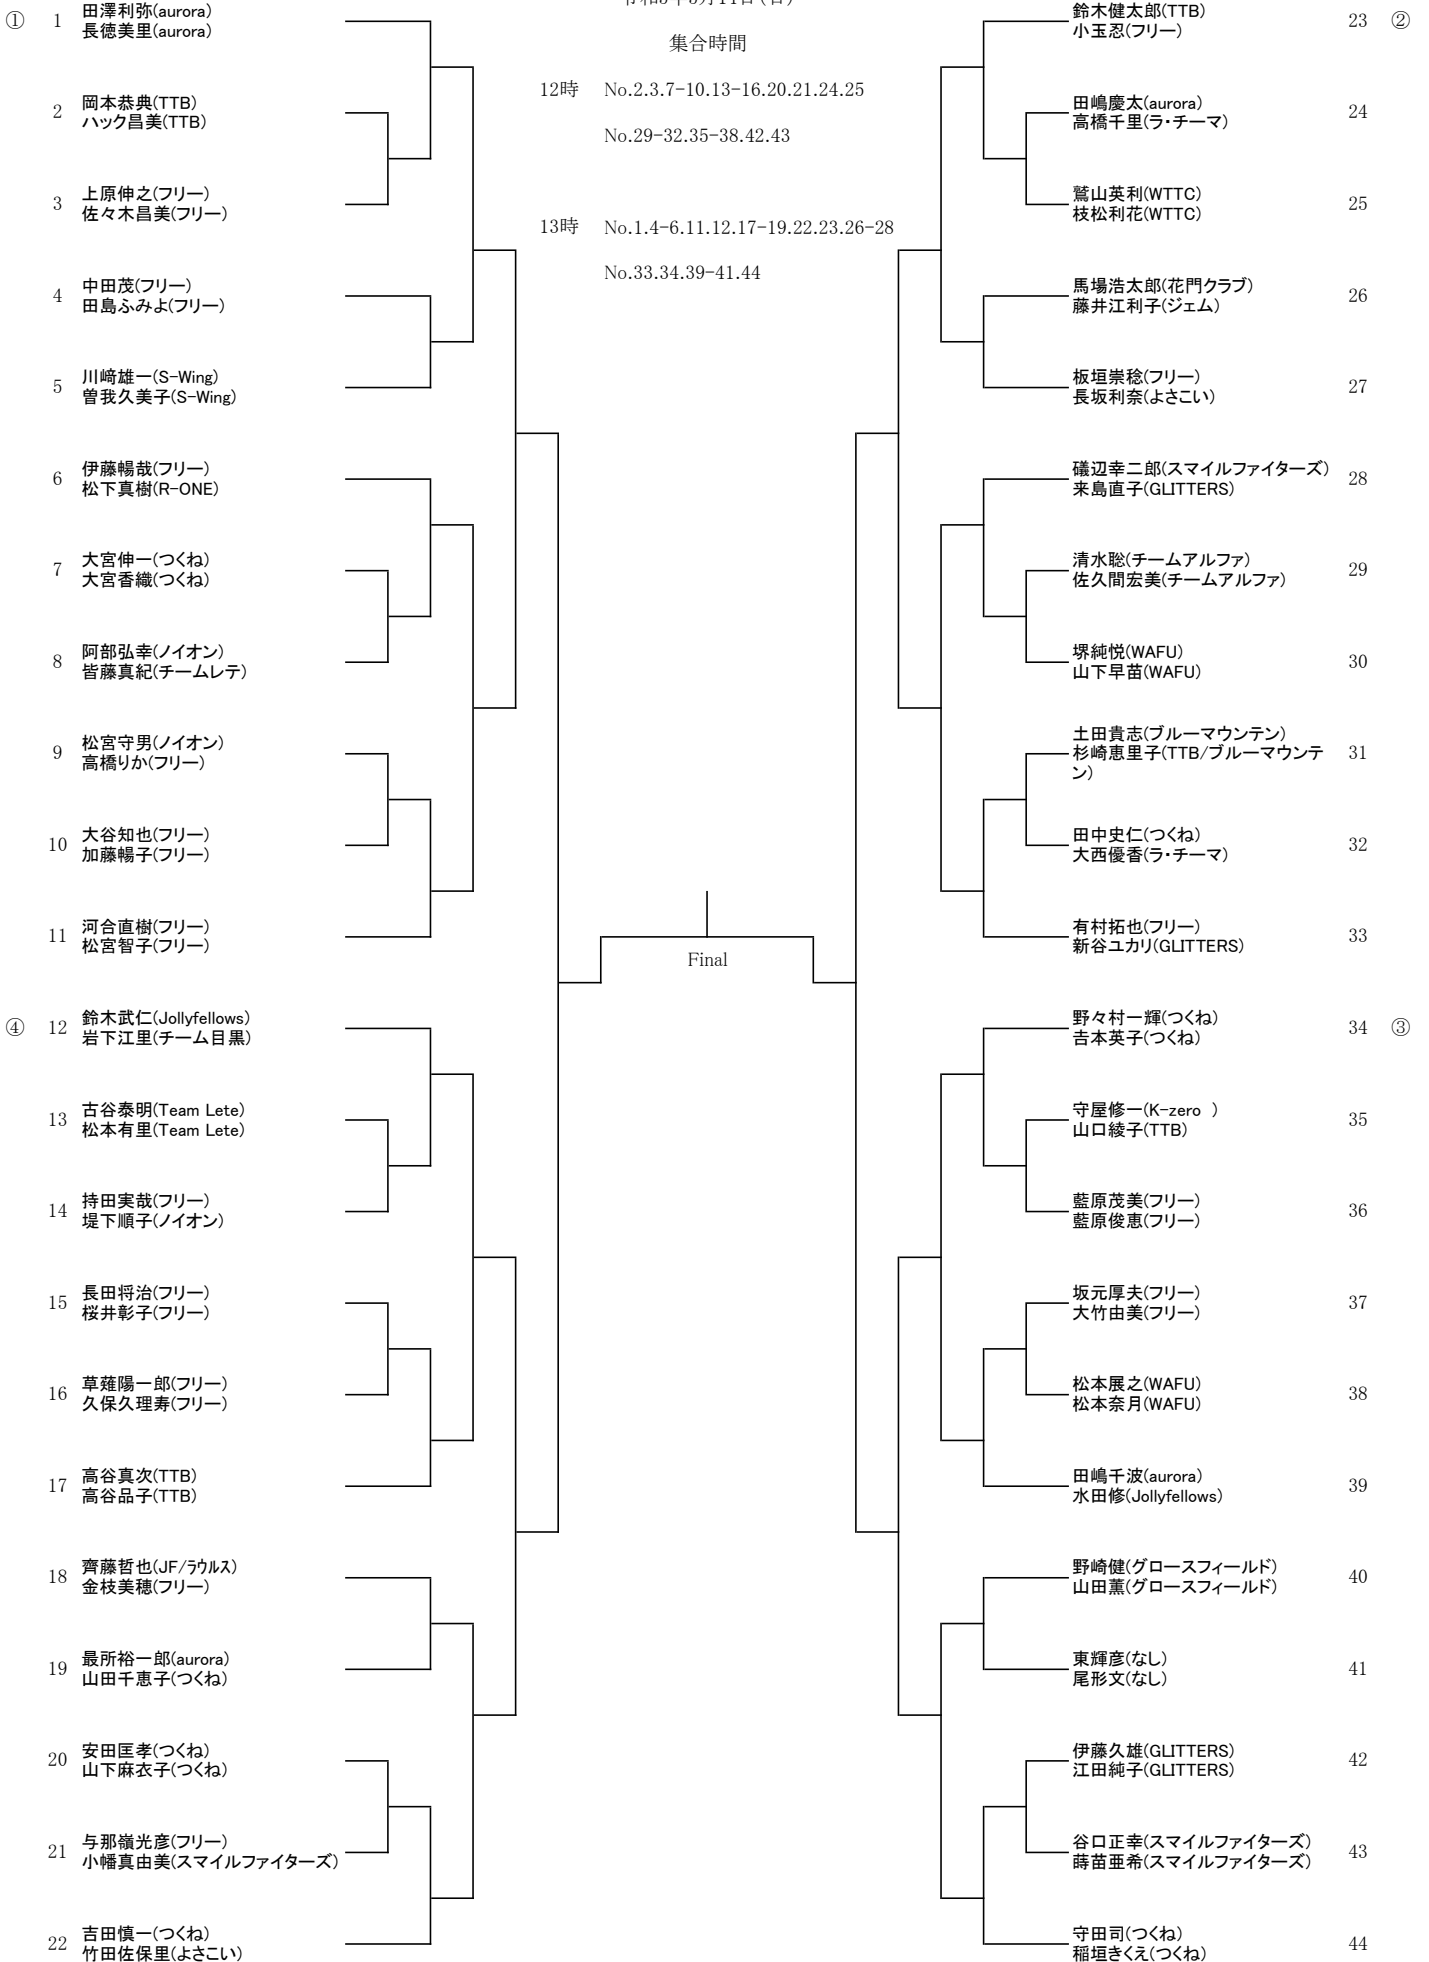 ① 1 田澤利弥(aurora)
長徳美里(aurora)
2 岡本恭典(TTB)
ハック昌美(TTB)
3 上原伸之(フリー)
佐々木昌美(フリー)
4 中田茂(フリー)
田島ふみよ(フリー)
5 川﨑雄一(S-Wing)
曽我久美子(S-Wing)
6 伊藤暢哉(フリー)
松下真樹(R-ONE)
7 大宮伸一(つくね)
大宮香織(つくね)
8 阿部弘幸(ノイオン)
皆藤真紀(チームレテ)
9 松宮守男(ノイオン)
高橋りか(フリー)
10 大谷知也(フリー)
加藤暢子(フリー)
11 河合直樹(フリー)
松宮智子(フリー)
④ 12 鈴木武仁(Jollyfellows)
岩下江里(チーム目黒)
13 古谷泰明(Team Lete)
松本有里(Team Lete)
14 持田実哉(フリー)
堤下順子(ノイオン)
15 長田将治(フリー)
桜井彰子(フリー)
16 草薙陽一郎(フリー)
久保久理寿(フリー)
17 高谷真次(TTB)
高谷品子(TTB)
18 齊藤哲也(JF/ラウルス)
金枝美穂(フリー)
19 最所裕一郎(aurora)
山田千恵子(つくね)
20 安田匡孝(つくね)
山下麻衣子(つくね)
21 与那嶺光彦(フリー)
小幡真由美(スマイルファイターズ)
22 吉田慎一(つくね)
竹田佐保里(よさこい)
集合時間
12時 No.2.3.7-10.13-16.20.21.24.25
No.29-32.35-38.42.43
13時 No.1.4-6.11.12.17-19.22.23.26-28
No.33.34.39-41.44
Final
鈴木健太郎(TTB) 23 ②
小玉忍(フリー)
田嶋慶太(aurora) 24
高橋千里(ラ・チーマ)
鷲山英利(WTTC) 25
枝松利花(WTTC)
馬場浩太郎(花門クラブ) 26
藤井江利子(ジェム)
板垣崇稔(フリー) 27
長坂利奈(よさこい)
礒辺幸二郎(スマイルファイターズ) 28
来島直子(GLITTERS)
清水聡(チームアルファ) 29
佐久間宏美(チームアルファ)
堺純悦(WAFU) 30
山下早苗(WAFU)
土田貴志(ブルーマウンテン)
杉崎恵里子(TTB/ブルーマウンテ 31
ン)
田中史仁(つくね) 32
大西優香(ラ・チーマ)
有村拓也(フリー) 33
新谷ユカリ(GLITTERS)
野々村一輝(つくね) 34 ③
𠮷本英子(つくね)
守屋修一(K-zero ) 35
山口綾子(TTB)
藍原茂美(フリー) 36
藍原俊恵(フリー)
坂元厚夫(フリー) 37
大竹由美(フリー)
松本展之(WAFU) 38
松本奈月(WAFU)
田嶋千波(aurora) 39
水田修(Jollyfellows)
野崎健(グロースフィールド) 40
山田薫(グロースフィールド)
東輝彦(なし) 41
尾形文(なし)
伊藤久雄(GLITTERS) 42
江田純子(GLITTERS)
谷口正幸(スマイルファイターズ) 43
蒔苗亜希(スマイルファイターズ)
守田司(つくね) 44
稲垣きくえ(つくね)